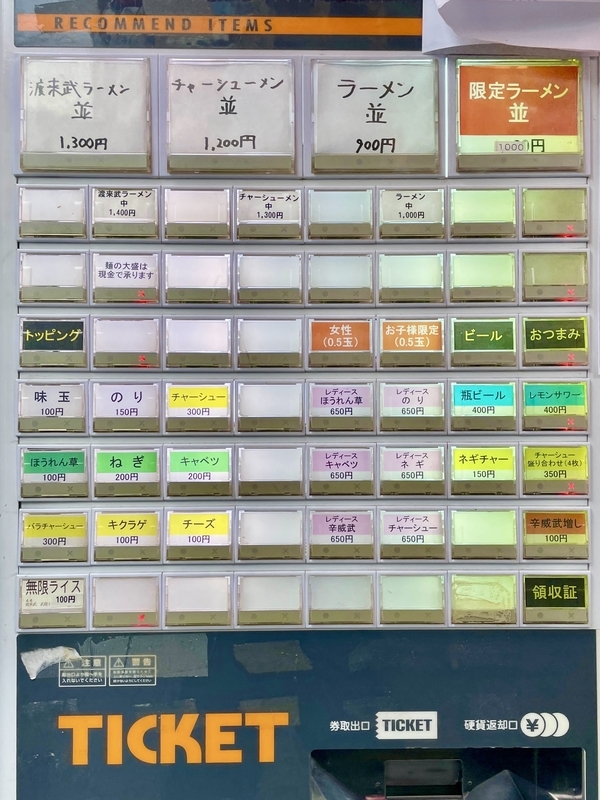 RECOMMEND ITEMS
渡来武ラーメン
並
1,300円
チャーシューメン
並
1,200円
ラーメン
並
900円
限定ラーメン
並
1000円
渡来武ラーメン
中
1,400円
チャーシューメン
中
1,300円
ラーメン
中
1,000円
麺の大盛は
現金で承ります
トッピング
女性
(0.5玉)
お子様限定
(0.5玉)
ビール
おつまみ
味玉
100円
のり
150円
チャーシュー
300円
レディース
ほうれん草
650円
レディース
のり
650円
瓶ビール
400円
レモンサワー
400円
ほうれん草
100円
ねぎ
200円
キャベツ
200円
レディース
キャベツ
650円
レディース
ネギ
650円
ネギチャー
150円
チャーシュー
盛り合わせ(4枚)
350円
バラチャーシュー
300円
キクラゲ
100円
チーズ
100円
レディース
辛威武
650円
レディース
チャーシュー
650円
辛威武増し
100円
無限ライス
100円
領収証
注意
警告
TICKET
券取出口
TICKET
硬貨返却口
¥